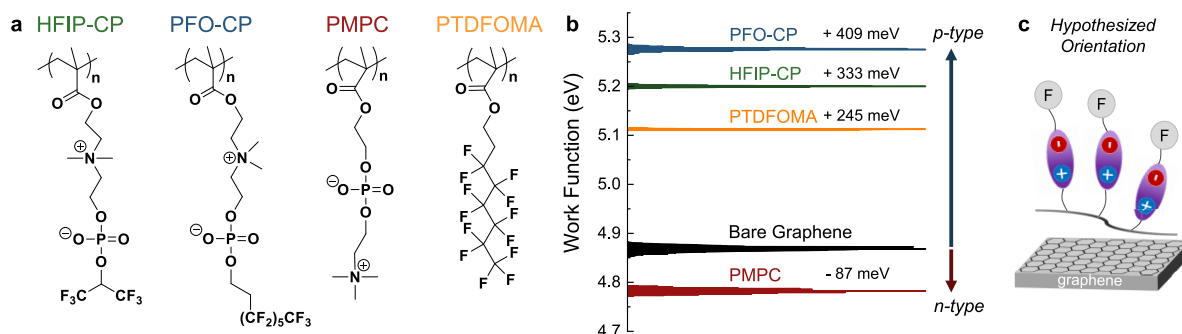 a
HFIP-CP
PFO-CP
PMPC
PTDFOMA
n
O
O
N
+
O
⊖O
P
O
O
F3C
CF3
n
O
O
N
+
O
⊖O
P
O
O
(CF2)5CF3
n
O
O
O
⊖O
P
O
O
N
+
n
O
O
F
F
F
F
F
F
F
F
F
F
F
F
F
b
Work Function (eV)
5.3
5.2
5.1
5.0
4.9
4.8
4.7
PFO-CP + 409 meV
HFIP-CP + 333 meV
PTDFOMA + 245 meV
Bare Graphene
PMPC - 87 meV
p-type
n-type
c
Hypothesized
Orientation
F
F
F
-
-
-
+
+
+
graphene